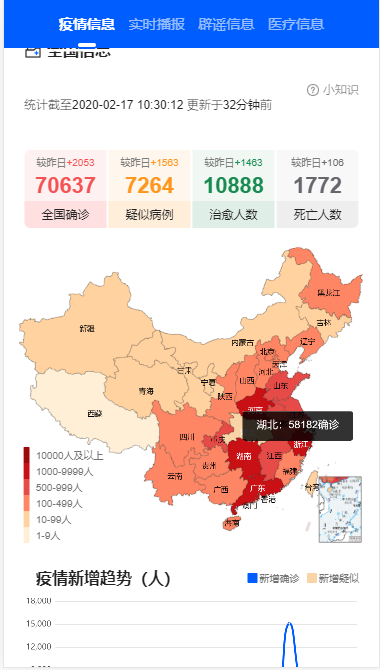 疫情信息 实时播报 辟谣信息 医疗信息
全国信息
小知识
统计截至2020-02-17 10:30:12 更新于32分钟前
较昨日+2053 较昨日+1563 较昨日+1463 较昨日+106
70637 7264 10888 1772
全国确诊 疑似病例 治愈人数 死亡人数
黑龙江
吉林
新疆
内蒙古
辽宁
北京
天津
甘肃
河北
宁夏
山西
山东
青海
陕西
河南
湖北：58182确诊
西藏
四川
重庆
浙江
湖南
江西
贵州
福建
云南
台湾
广西
广东
香港
澳门
海南
10000人及以上
1000-9999人
500-999人
100-499人
10-99人
1-9人
疫情新增趋势（人）
新增确诊 新增疑似
18,000
15,000
12,000